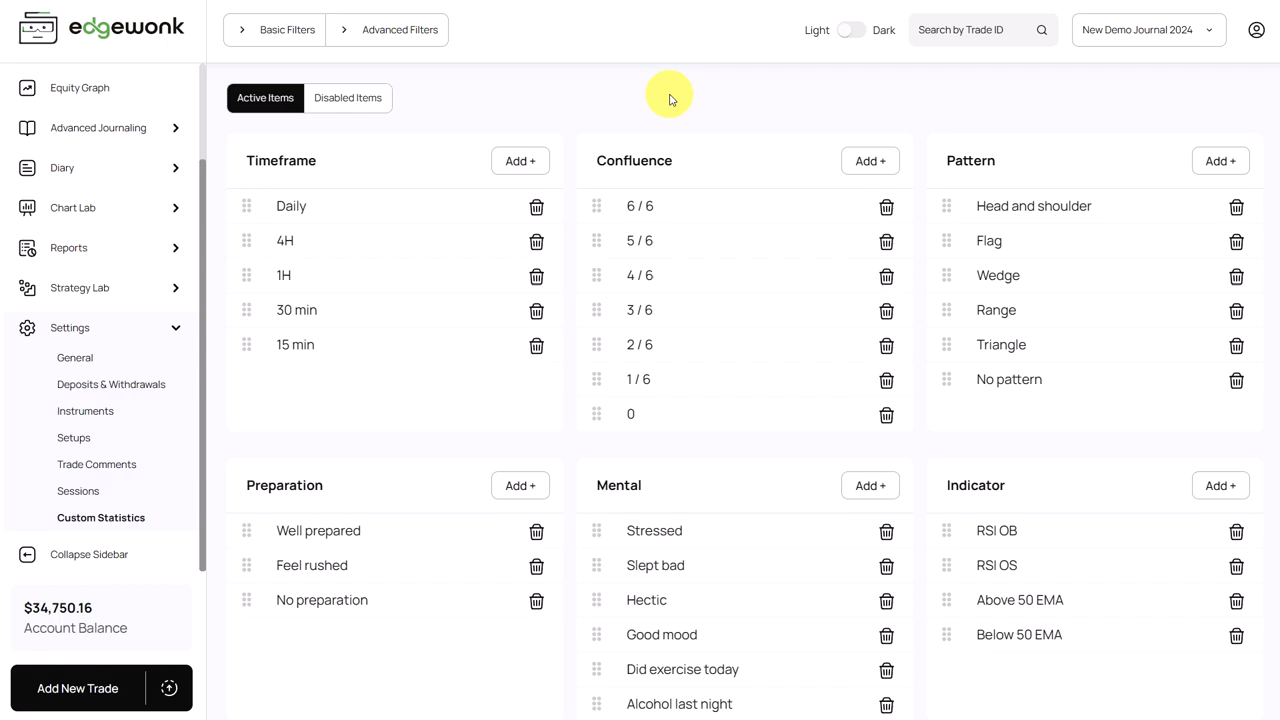 edgewonk
Basic Filters
Advanced Filters
Light
Dark
Search by Trade ID
New Demo Journal 2024
Equity Graph
Advanced Journaling
Diary
Chart Lab
Reports
Strategy Lab
Settings
General
Deposits & Withdrawals
Instruments
Setups
Trade Comments
Sessions
Custom Statistics
Collapse Sidebar
$34,750.16
Account Balance
Add New Trade
Active Items
Disabled Items
Timeframe
Add +
Daily
4H
1H
30 min
15 min
Confluence
Add +
6 / 6
5 / 6
4 / 6
3 / 6
2 / 6
1 / 6
0
Pattern
Add +
Head and shoulder
Flag
Wedge
Range
Triangle
No pattern
Preparation
Add +
Well prepared
Feel rushed
No preparation
Mental
Add +
Stressed
Slept bad
Hectic
Good mood
Did exercise today
Alcohol last night
Indicator
Add +
RSI OB
RSI OS
Above 50 EMA
Below 50 EMA